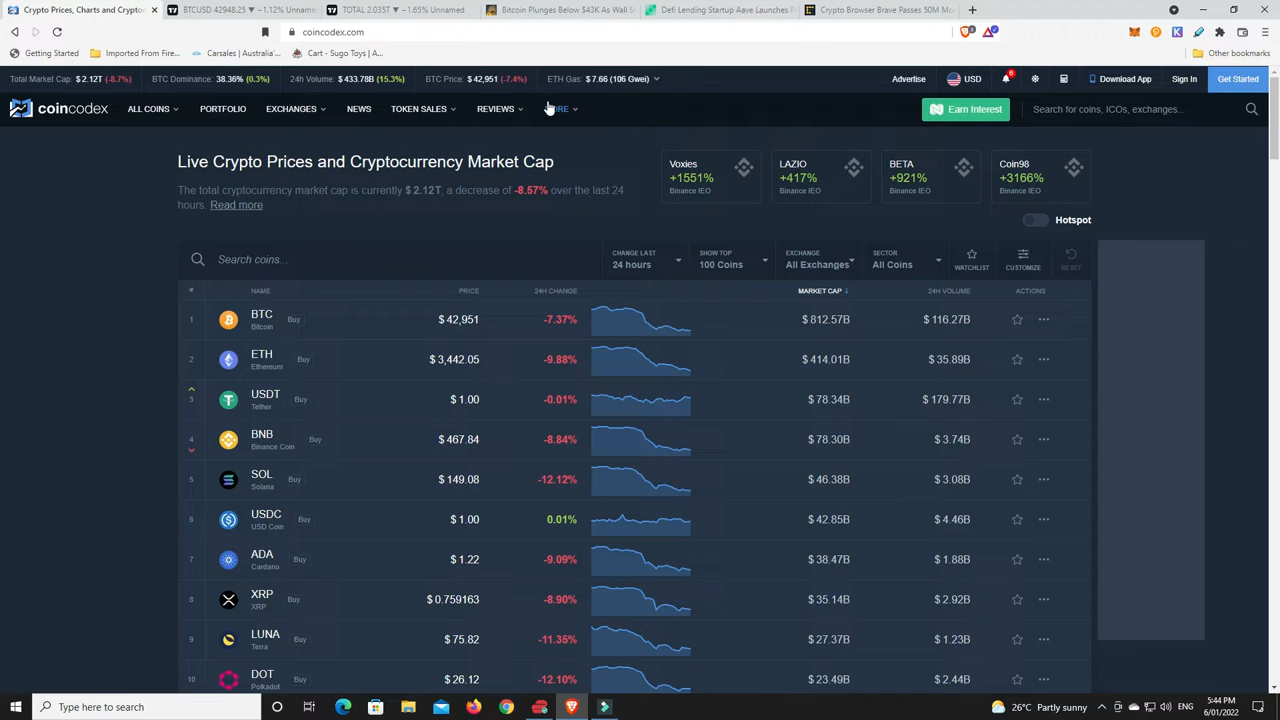 Crypto Prices, Charts and Cryptocu
BTCUSD 42948.25 ▼ −1.12% Unname
TOTAL 2.035T ▼ −1.65% Unnamed
Bitcoin Plunges Below $43K As Wall S
Defi Lending Startup Aave Launches P
Crypto Browser Brave Passes 50M Mo
coincodex.com
Getting Started
Imported From Fire...
Carsales | Australia'...
Cart - Sugo Toys | A...
Other bookmarks
Total Market Cap: $2.12T (-8.7%)
BTC Dominance: 38.36% (0.3%)
24h Volume: $433.78B (15.3%)
BTC Price: $42,951 (-7.4%)
ETH Gas: $7.66 (106 Gwei)
Advertise
USD
6
Download App
Sign In
Get Started
coincodex
ALL COINS
PORTFOLIO
EXCHANGES
NEWS
TOKEN SALES
REVIEWS
Earn Interest
Search for coins, ICOs, exchanges...
Live Crypto Prices and Cryptocurrency Market Cap
The total cryptocurrency market cap is currently $ 2.12T, a decrease of -8.57% over the last 24
hours. Read more
Voxies
+1551%
Binance IEO
LAZIO
+417%
Binance IEO
BETA
+921%
Binance IEO
Coin98
+3166%
Binance IEO
Hotspot
Search coins...
CHANGE LAST
24 hours
SHOW TOP
100 Coins
EXCHANGE
All Exchanges
SECTOR
All Coins
WATCHLIST
CUSTOMIZE
RESET
# NAME PRICE 24H CHANGE MARKET CAP ↓ 24H VOLUME ACTIONS
1 BTC Bitcoin Buy $ 42,951 -7.37% $ 812.57B $ 116.27B
2 ETH Ethereum Buy $ 3,442.05 -9.88% $ 414.01B $ 35.89B
3 USDT Tether Buy $ 1.00 -0.01% $ 78.34B $ 179.77B
4 BNB Binance Coin Buy $ 467.84 -8.84% $ 78.30B $ 3.74B
5 SOL Solana Buy $ 149.08 -12.12% $ 46.38B $ 3.08B
6 USDC USD Coin Buy $ 1.00 0.01% $ 42.85B $ 4.46B
7 ADA Cardano Buy $ 1.22 -9.09% $ 38.47B $ 1.88B
8 XRP XRP Buy $ 0.759163 -8.90% $ 35.14B $ 2.92B
9 LUNA Terra Buy $ 75.82 -11.35% $ 27.37B $ 1.23B
10 DOT Polkadot Buy $ 26.12 -12.10% $ 23.49B $ 2.44B
Type here to search
26°C Partly sunny
5:44 PM
6/01/2022